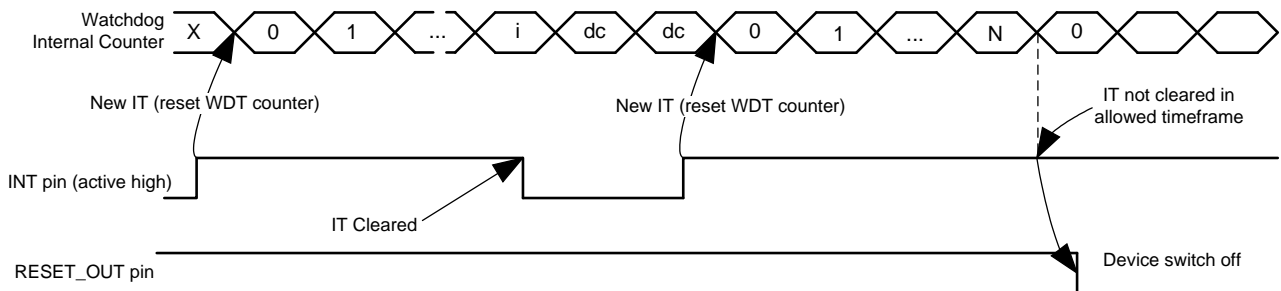 Watchdog
Internal Counter
X 0 1 ... i dc dc 0 1 ... N 0
New IT (reset WDT counter)
New IT (reset WDT counter)
IT not cleared in
allowed timeframe
INT pin (active high)
IT Cleared
RESET_OUT pin
Device switch off